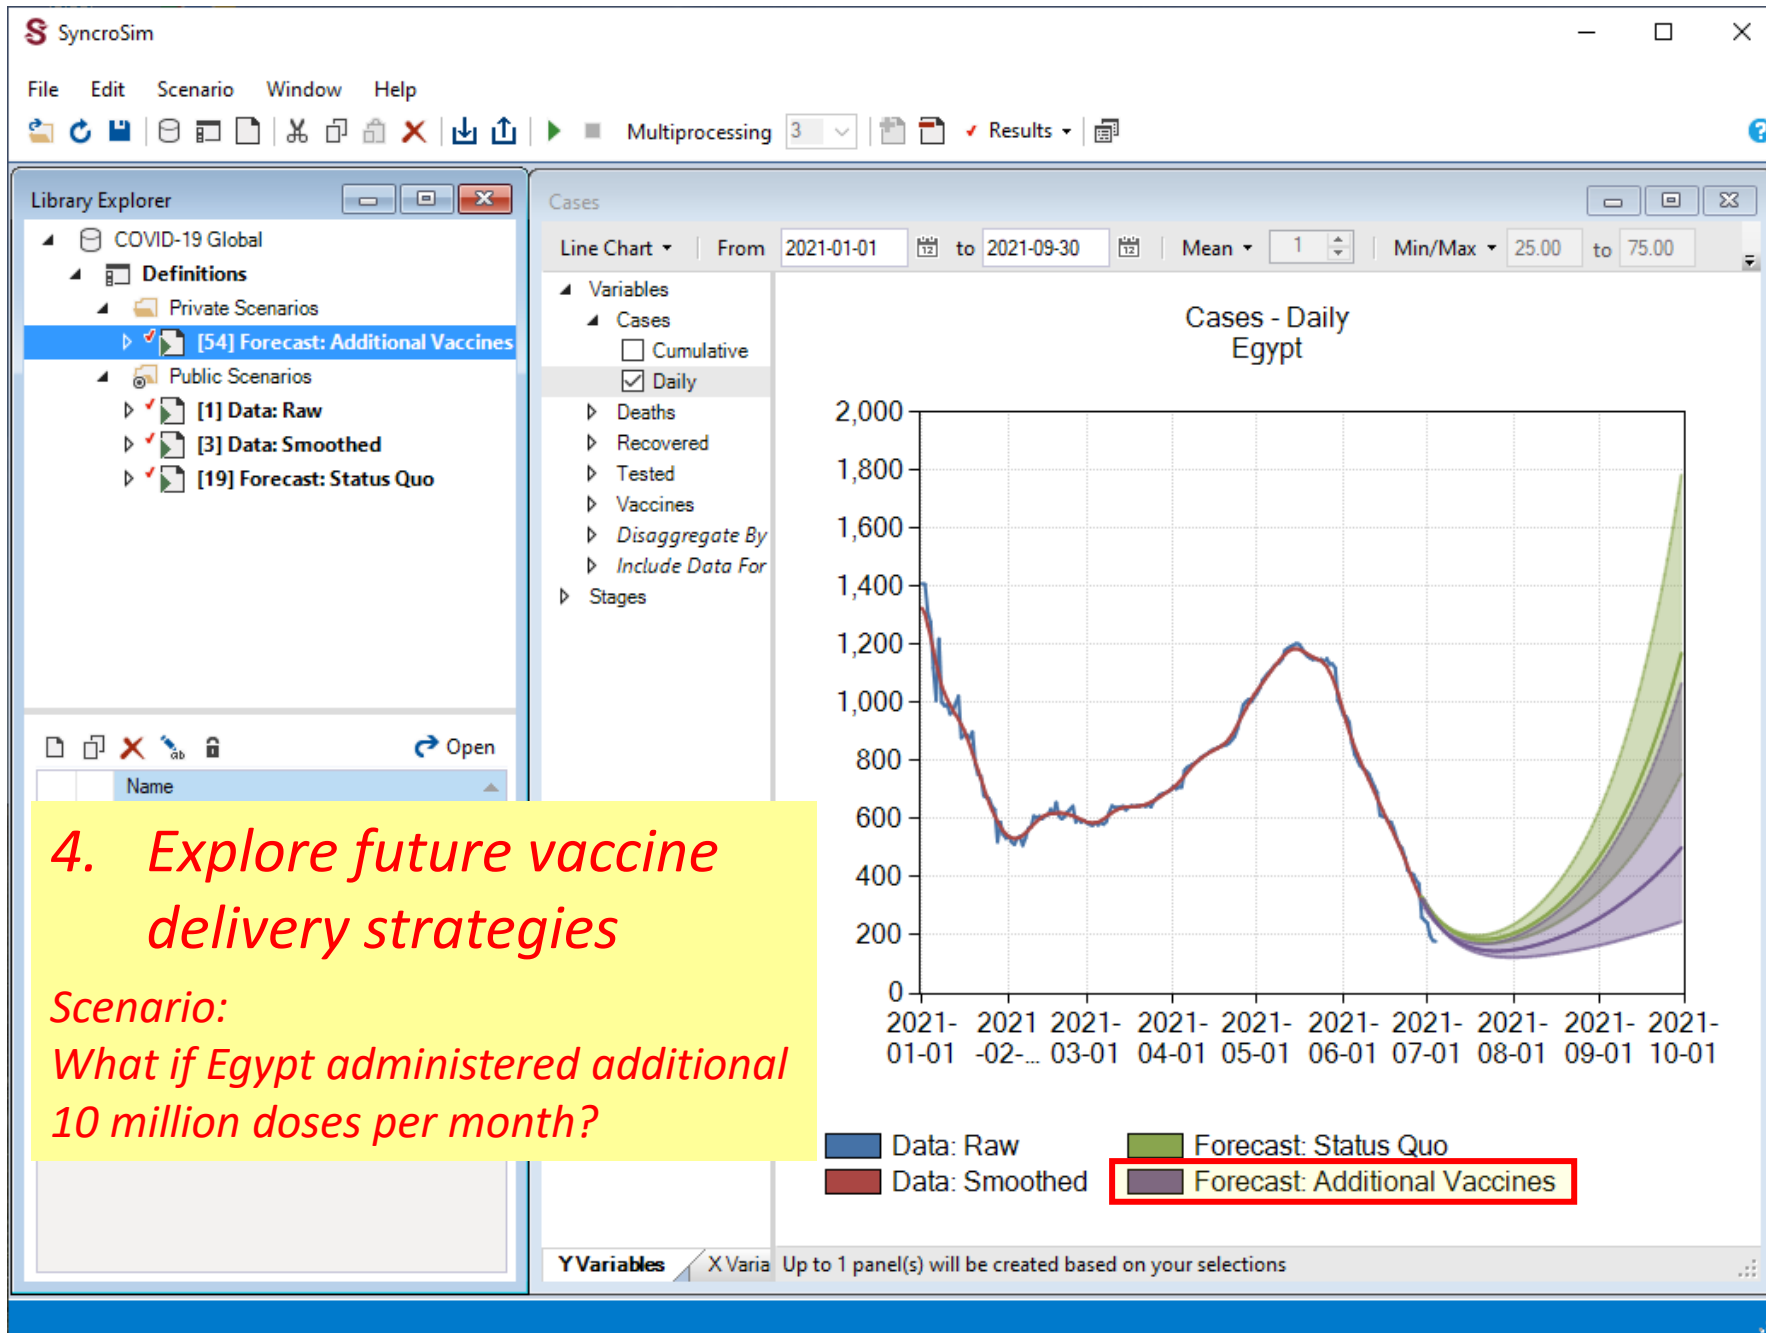 SyncroSim
File Edit Scenario Window Help
Multiprocessing 3 Results
Library Explorer
COVID-19 Global
Definitions
Private Scenarios
[54] Forecast: Additional Vaccines
Public Scenarios
[1] Data: Raw
[3] Data: Smoothed
[19] Forecast: Status Quo
Open
Name
4. Explore future vaccine
delivery strategies
Scenario:
What if Egypt administered additional
10 million doses per month?
Cases
Line Chart From 2021-01-01 to 2021-09-30 Mean 1 Min/Max 25.00 to 75.00
Variables
Cases
Cumulative
Daily
Deaths
Recovered
Tested
Vaccines
Disaggregate By
Include Data For
Stages
Y Variables X Varia
Cases - Daily
Egypt
2,000
1,800
1,600
1,400
1,200
1,000
800
600
400
200
0
2021- 2021 2021- 2021- 2021- 2021- 2021- 2021- 2021- 2021-
01-01 -02-... 03-01 04-01 05-01 06-01 07-01 08-01 09-01 10-01
Data: Raw Forecast: Status Quo
Data: Smoothed Forecast: Additional Vaccines
Up to 1 panel(s) will be created based on your selections